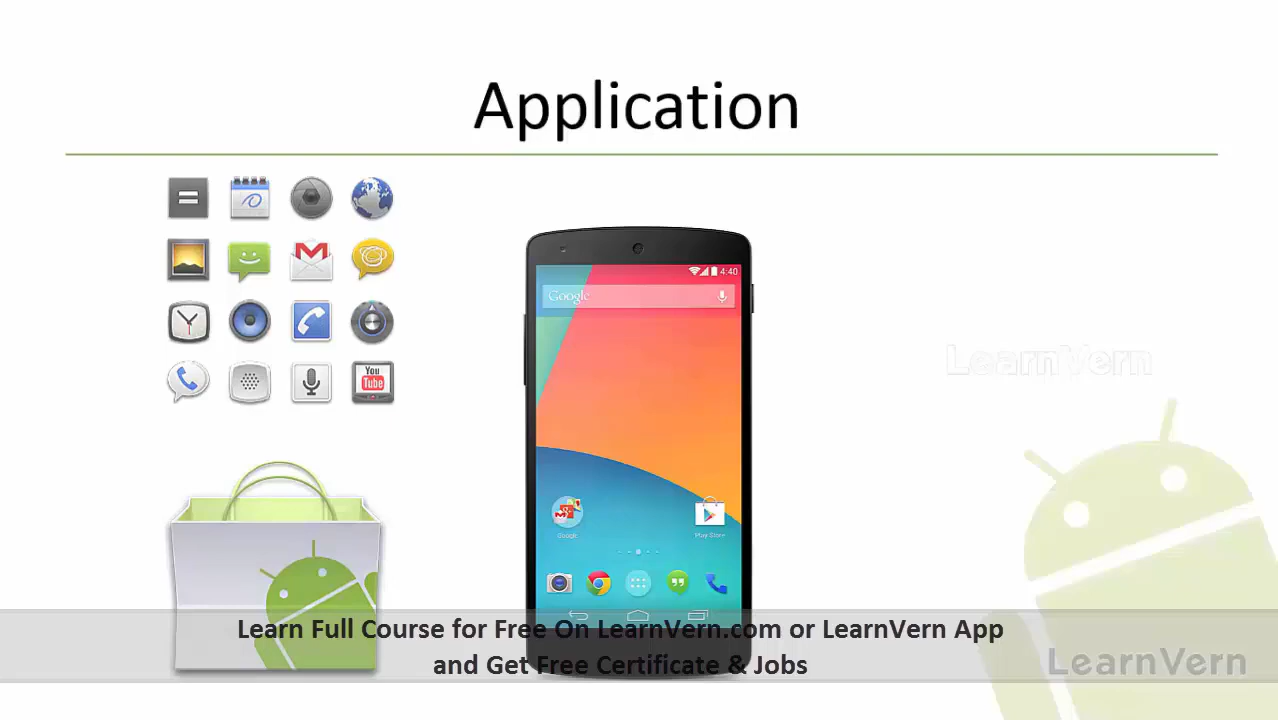 Application
4:40
Google
You
Tube
LearnVern
Google
Play Store
Learn Full Course for Free On LearnVern.com or LearnVern App
and Get Free Certificate & Jobs
LearnVern